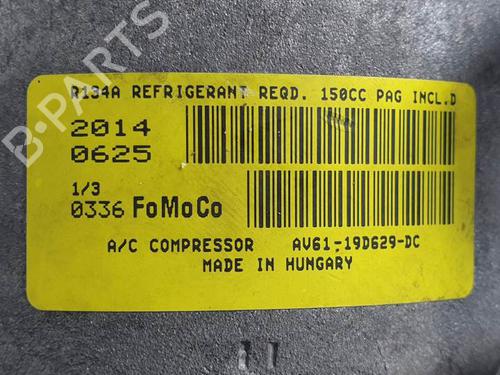 R134A REFRIGERANT REQD. 150CC PAG INCL.D
2014
0625
1/3
0336 FoMoCo
A/C COMPRESSOR AV61-19D629-DC
MADE IN HUNGARY
B-PARTS